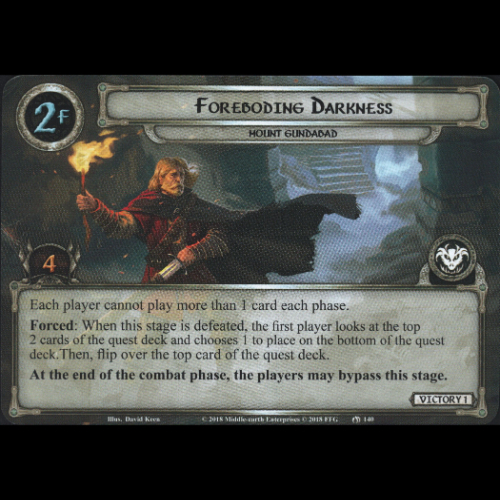 2F
FOREBODING DARKNESS
MOUNT GUNDABAD
4
Each player cannot play more than 1 card each phase.
Forced: When this stage is defeated, the first player looks at the top
2 cards of the quest deck and chooses 1 to place on the bottom of the quest
deck.Then, flip over the top card of the quest deck.
At the end of the combat phase, the players may bypass this stage.
VICTORY 1
Illus. David Keen © 2018 Middle-earth Enterprises © 2018 FFG 140